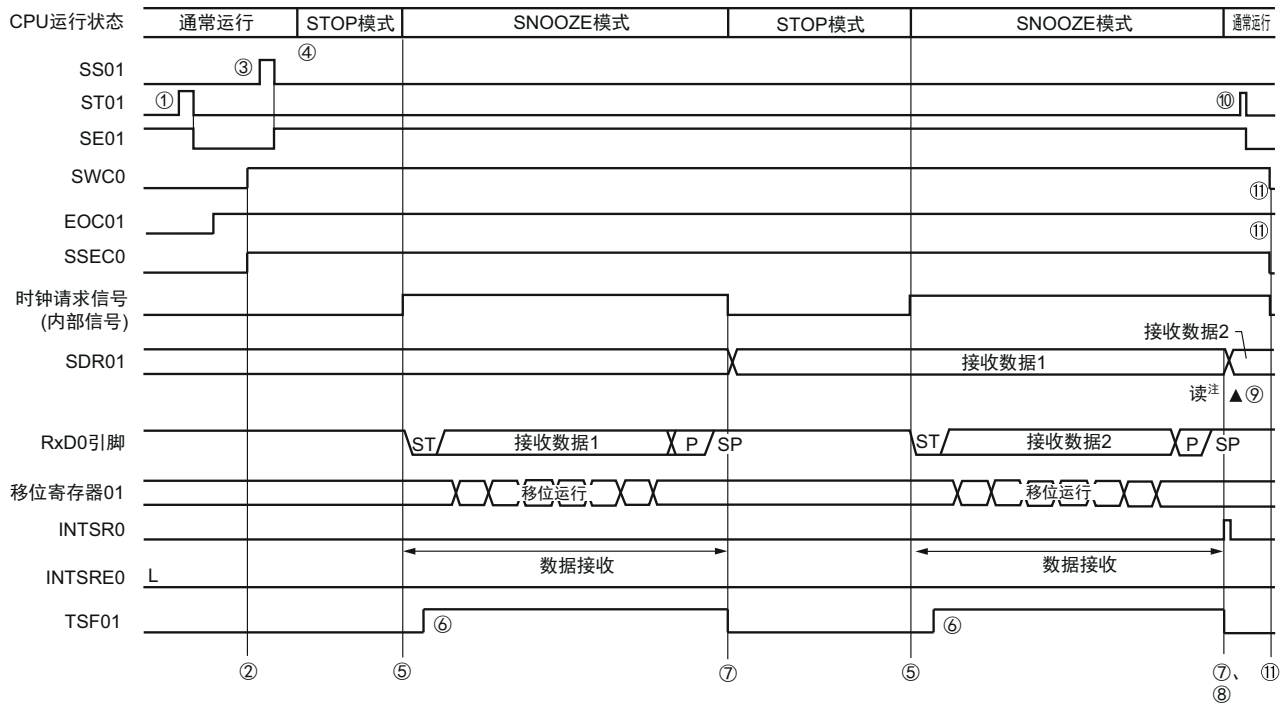 CPU运行状态 通常运行 STOP模式 SNOOZE模式 STOP模式 SNOOZE模式 通常运行
④
SS01 ③
ST01 ① ⑩
SE01
SWC0 ⑪
EOC01 ⑪
SSEC0
时钟请求信号
(内部信号)
接收数据2
SDR01 接收数据1
读注 ▲⑨
RxD0引脚 ST 接收数据1 P SP ST 接收数据2 P SP
移位寄存器01 移位运行 移位运行
INTSR0
数据接收 数据接收
INTSRE0 L
TSF01 ⑥ ⑥
② ⑤ ⑦ ⑤ ⑦、 ⑪
⑧